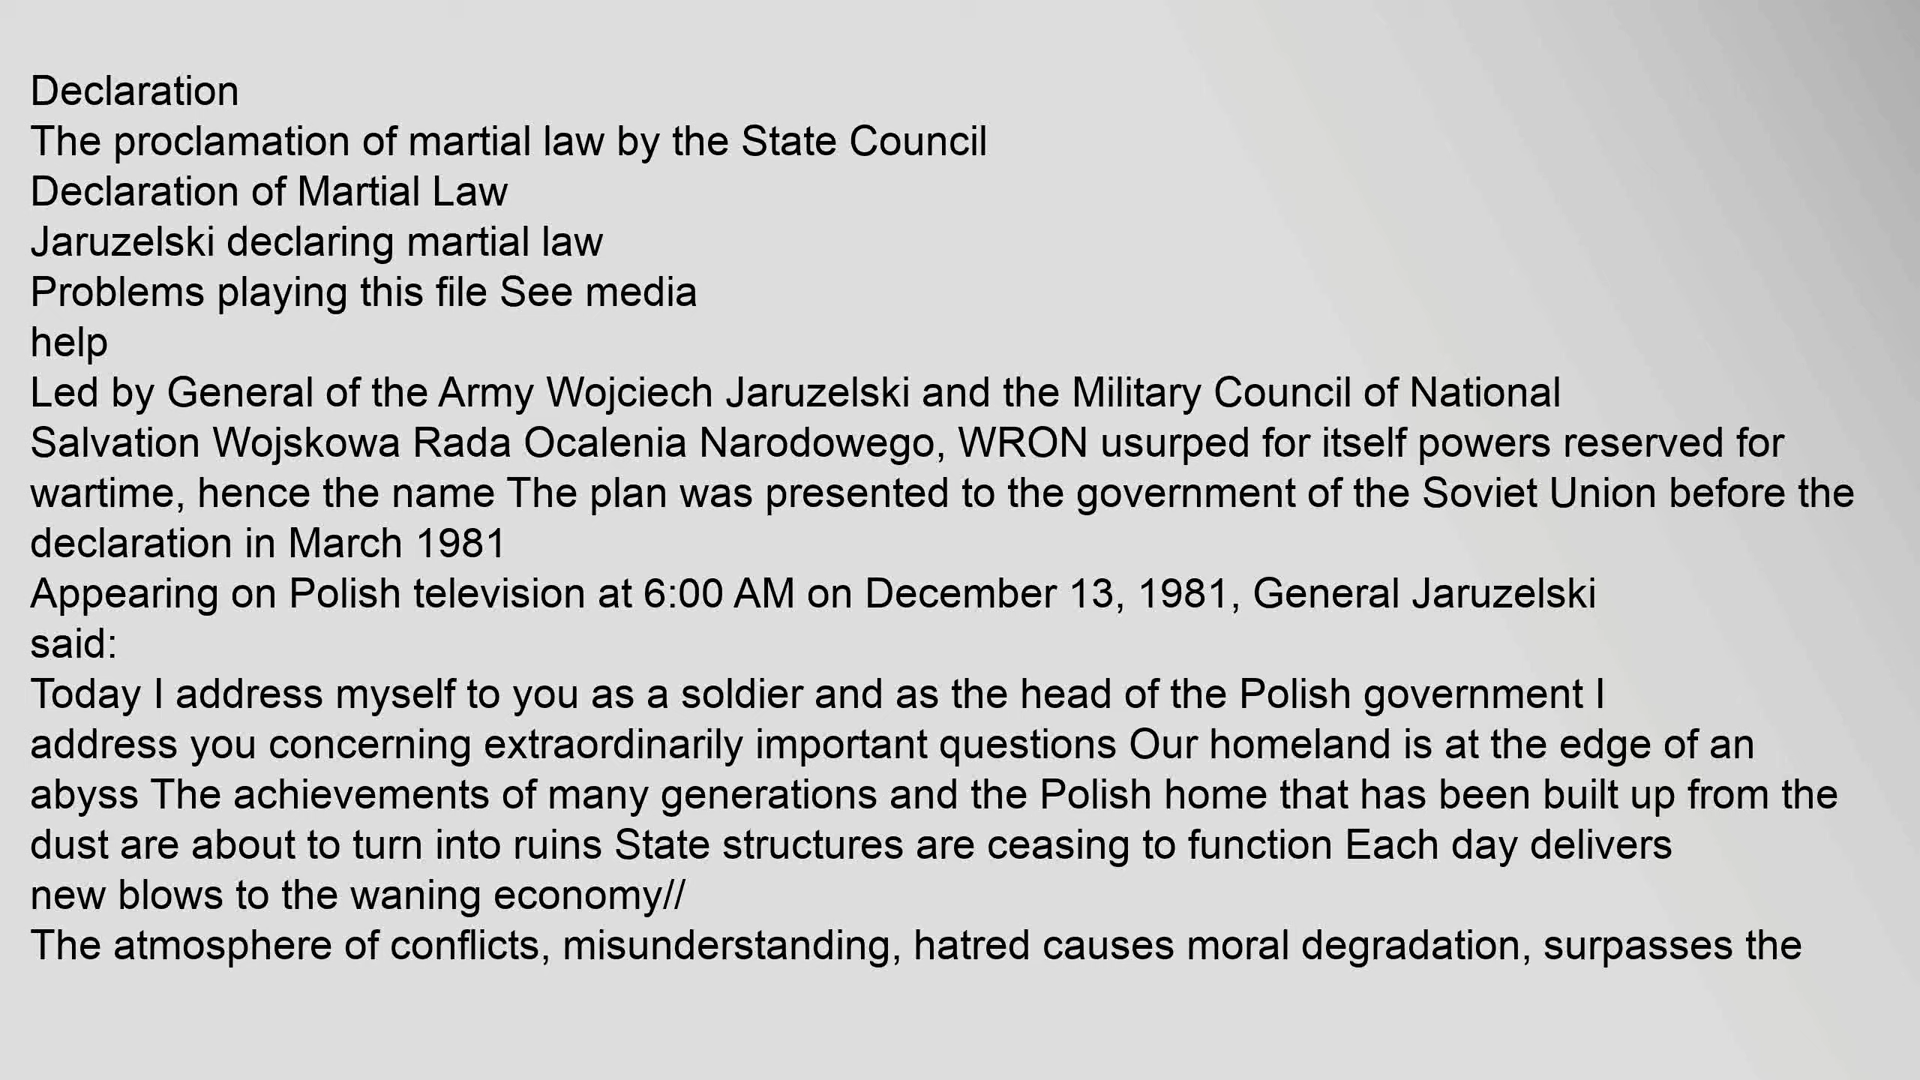 Declaration
The proclamation of martial law by the State Council
Declaration of Martial Law
Jaruzelski declaring martial law
Problems playing this file See media
help
Led by General of the Army Wojciech Jaruzelski and the Military Council of National
Salvation Wojskowa Rada Ocalenia Narodowego, WRON usurped for itself powers reserved for
wartime, hence the name The plan was presented to the government of the Soviet Union before the
declaration in March 1981
Appearing on Polish television at 6:00 AM on December 13, 1981, General Jaruzelski
said:
Today I address myself to you as a soldier and as the head of the Polish government I
address you concerning extraordinarily important questions Our homeland is at the edge of an
abyss The achievements of many generations and the Polish home that has been built up from the
dust are about to turn into ruins State structures are ceasing to function Each day delivers
new blows to the waning economy//
The atmosphere of conflicts, misunderstanding, hatred causes moral degradation, surpasses the